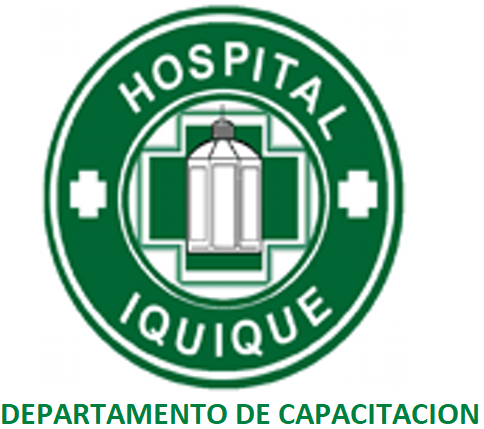 HOSPITAL
IQUIQUE
DEPARTAMENTO DE CAPACITACION